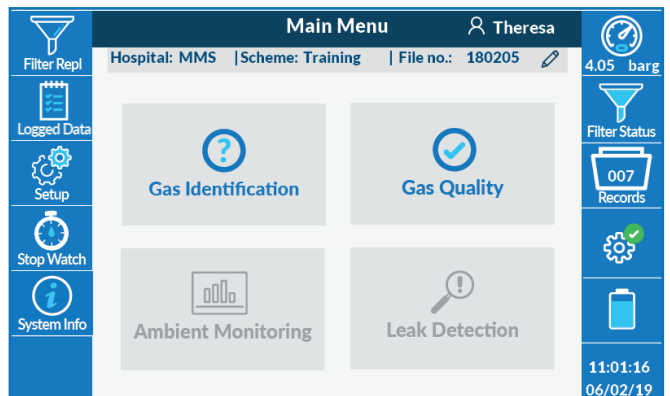 Main Menu
Theresa
Hospital: MMS |Scheme: Training | File no.: 180205
Filter Repl
Logged Data
Setup
Stop Watch
System Info
Gas Identification
Gas Quality
Ambient Monitoring
Leak Detection
4.05 barg
Filter Status
007
Records
11:01:16
06/02/19